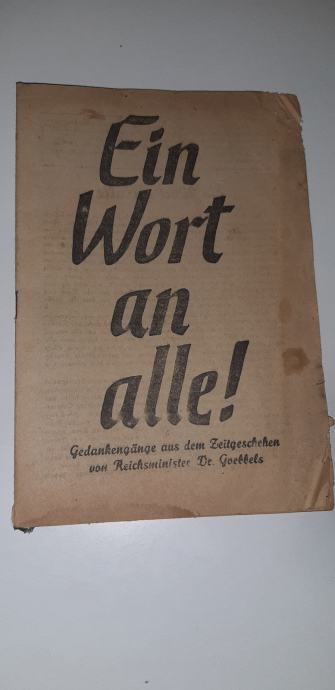 Ein
Wort
an
alle!
Gedankengänge aus dem Zeitgeschehen
von Reichsminister Dr. Goebbels